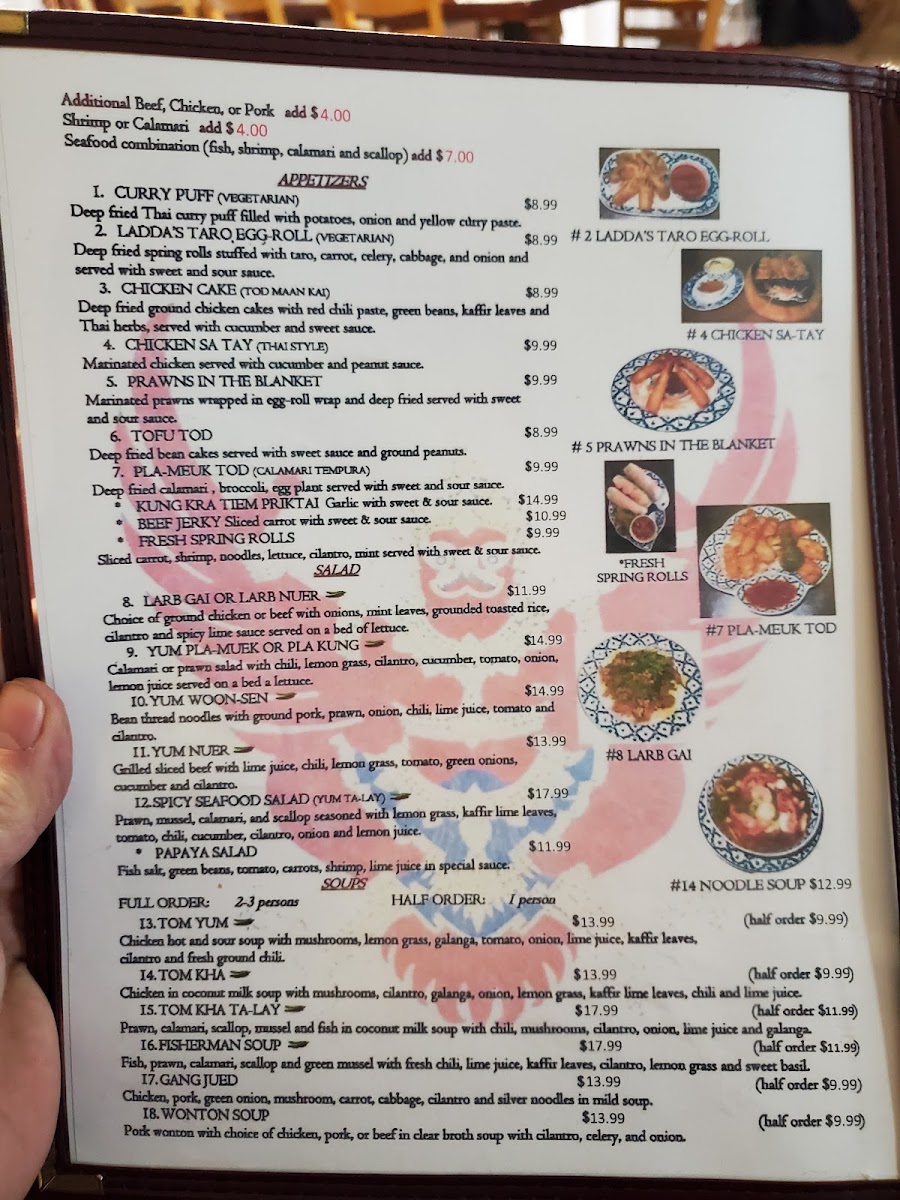 Additional Beef, Chicken, or Pork add $4.00
Shrimp or Calamari add $4.00
Seafood combination (fish, shrimp, calamari and scallop) add $7.00
APPETIZERS
1. CURRY PUFF (VEGETARIAN) $8.99
Deep fried Thai curry puff filled with potatoes, onion and yellow curry paste.
2. LADDA'S TARO EGG-ROLL (VEGETARIAN) $8.99
Deep fried spring rolls stuffed with taro, carrot, celery, cabbage, and onion and
served with sweet and sour sauce.
3. CHICKEN CAKE (TOD MAAN KAI) $8.99
Deep fried ground chicken cakes with red chili paste, green beans, kaffir leaves and
Thai herbs, served with cucumber and sweet sauce.
4. CHICKEN SA TAY (THAI STYLE) $9.99
Marinated chicken served with cucumber and peanut sauce.
5. PRAWNS IN THE BLANKET $9.99
Marinated prawns wrapped in egg-roll wrap and deep fried served with sweet
and sour sauce.
6. TOFU TOD $8.99
Deep fried bean cakes served with sweet sauce and ground peanuts.
7. PLA-MEUK TOD (CALAMARI TEMPURA) $9.99
Deep fried calamari , broccoli, egg plant served with sweet and sour sauce.
* KUNG KRA TIEM PRIKTAI Garlic with sweet & sour sauce. $14.99
* BEEF JERKY Sliced carrot with sweet & sour sauce. $10.99
* FRESH SPRING ROLLS $9.99
Sliced carrot, shrimp, noodles, lettuce, cilantro, mint served with sweet & sour sauce.
SALAD
8. LARB GAI OR LARB NUER $11.99
Choice of ground chicken or beef with onions, mint leaves, grounded toasted rice,
cilantro and spicy lime sauce served on a bed of lettuce.
9. YUM PLA-MUEK OR PLA KUNG $14.99
Calamari or prawn salad with chili, lemon grass, cilantro, cucumber, tomato, onion,
lemon juice served on a bed a lettuce.
10. YUM WOON-SEN $14.99
Bean thread noodles with ground pork, prawn, onion, chili, lime juice, tomato and
cilantro.
11. YUM NUER $13.99
Grilled sliced beef with lime juice, chili, lemon grass, tomato, green onions,
cucumber and cilantro.
12. SPICY SEAFOOD SALAD (YUM TA-LAY) $17.99
Prawn, mussel, calamari, and scallop seasoned with lemon grass, kaffir lime leaves,
tomato, chili, cucumber, cilantro, onion and lemon juice.
* PAPAYA SALAD $11.99
Fish salt, green beans, tomato, carrots, shrimp, lime juice in special sauce.
SOUPS
FULL ORDER: 2-3 persons HALF ORDER: 1 person
13. TOM YUM $13.99 (half order $9.99)
Chicken hot and sour soup with mushrooms, lemon grass, galanga, tomato, onion, lime juice, kaffir leaves,
cilantro and fresh ground chili.
14. TOM KHA $13.99 (half order $9.99)
Chicken in coconut milk soup with mushrooms, cilantro, galanga, onion, lemon grass, kaffir lime leaves, chili and lime juice.
15. TOM KHA TA-LAY $17.99 (half order $11.99)
Prawn, calamari, scallop, mussel and fish in coconut milk soup with chili, mushrooms, cilantro, onion, lime juice and galanga.
16. FISHERMAN SOUP $17.99 (half order $11.99)
Fish, prawn, calamari, scallop and green mussel with fresh chili, lime juice, kaffir leaves, cilantro, lemon grass and sweet basil.
17. GANG JUED $13.99 (half order $9.99)
Chicken, pork, green onion, mushroom, carrot, cabbage, cilantro and silver noodles in mild soup.
18. WONTON SOUP $13.99 (half order $9.99)
Pork wonton with choice of chicken, pork, or beef in clear broth soup with cilantro, celery, and onion.
# 2 LADDA'S TARO EGG-ROLL
# 4 CHICKEN SA-TAY
# 5 PRAWNS IN THE BLANKET
*FRESH
SPRING ROLLS
#7 PLA-MEUK TOD
#8 LARB GAI
#14 NOODLE SOUP $12.99